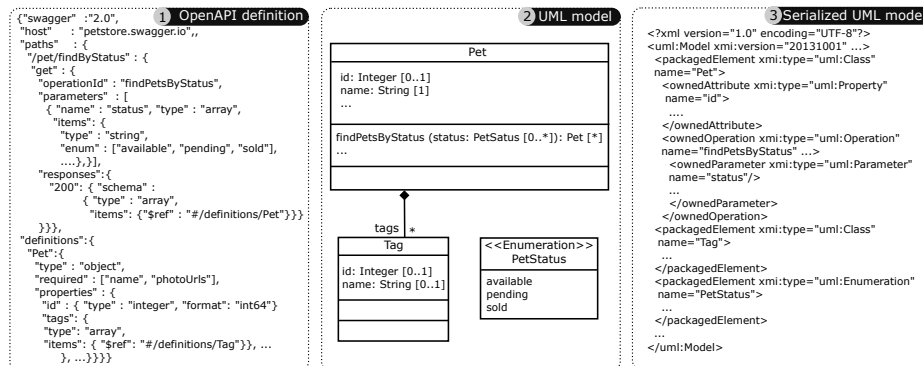 1 OpenAPI definition
{"swagger" :"2.0",
"host" : "petstore.swagger.io",,
"paths" : {
"/pet/findByStatus" : {
"get" : {
"operationId" : "findPetsByStatus",
"parameters" : [
{ "name" : "status", "type" : "array",
"items": {
"type" : "string",
"enum" : ["available", "pending", "sold"],
....},}],
"responses":{
"200": { "schema" :
{ "type" : "array",
"items": {"$ref" : "#/definitions/Pet"}}}
}}},
"definitions":{
"Pet":{
"type" : "object",
"required" : ["name", "photoUrls"],
"properties" : {
"id" : { "type" : "integer", "format": "int64"}
"tags": {
"type": "array",
"items": { "$ref": "#/definitions/Tag"}}, ...
}, ...}}}}
2 UML model
Pet
id: Integer [0..1]
name: String [1]
...
findPetsByStatus (status: PetSatus [0..*]): Pet [*]
...
tags *
Tag
id: Integer [0..1]
name: String [0..1]
<<Enumeration>>
PetStatus
available
pending
sold
3 Serialized UML mode
<?xml version="1.0" encoding="UTF-8"?>
<uml:Model xmi:version="20131001" ...>
<packagedElement xmi:type="uml:Class"
name="Pet">
<ownedAttribute xmi:type="uml:Property"
name="id">
....
</ownedAttribute>
<ownedOperation xmi:type="uml:Operation"
name="findPetsByStatus" ...>
<ownedParameter xmi:type="uml:Parameter"
name="status"/>
...
</ownedParameter>
</ownedOperation>
<packagedElement xmi:type="uml:Class"
name="Tag">
...
</packagedElement>
<packagedElement xmi:type="uml:Enumeration"
name="PetStatus">
...
</packagedElement>
...
</uml:Model>